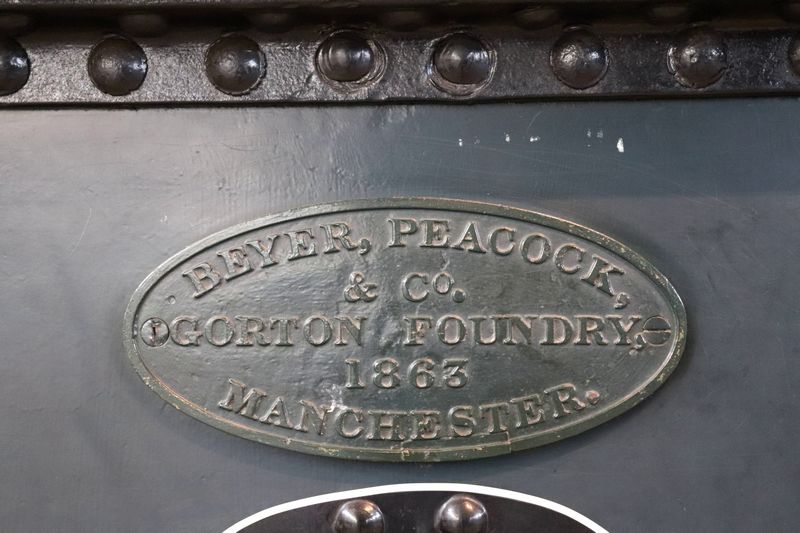 BEYER, PEACOCK,
& Co.
GORTON FOUNDRY,
1863
MANCHESTER.